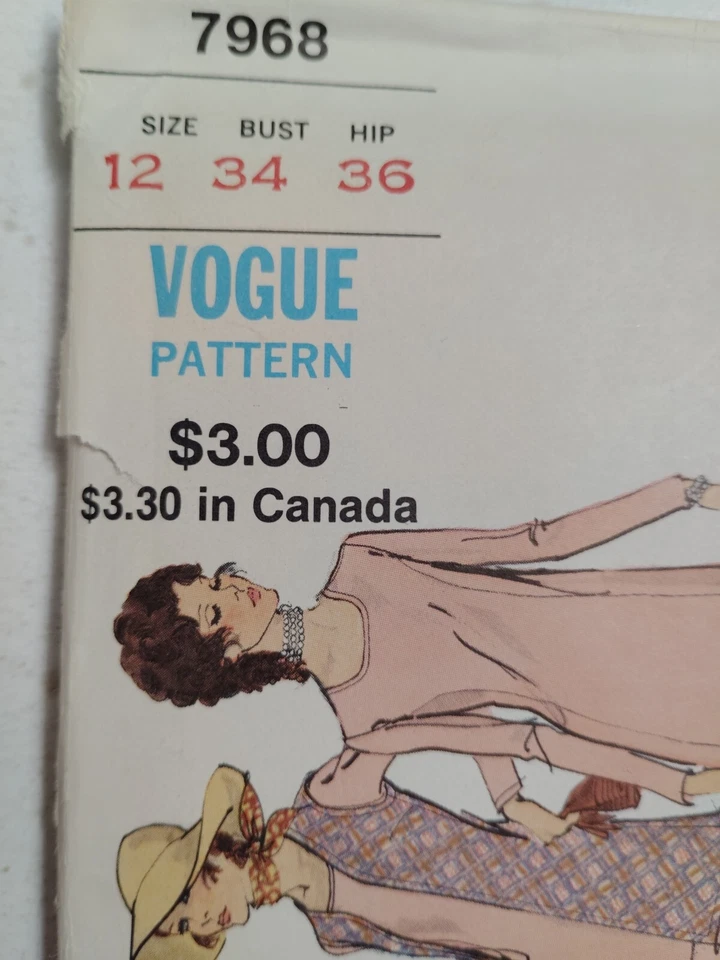 7968
SIZE BUST HIP
12 34 36
VOGUE
PATTERN
$3.00
$3.30 in Canada